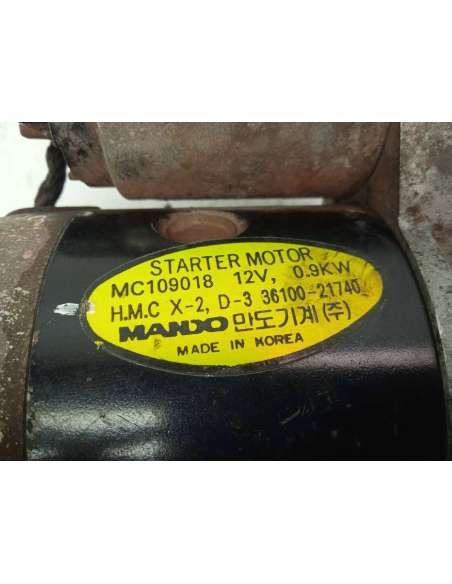 STARTER MOTOR
MC109018 12V, 0.9KW
H.M.C X-2, D-3 36100-21740
MANDO 만도기계(주)
MADE IN KOREA